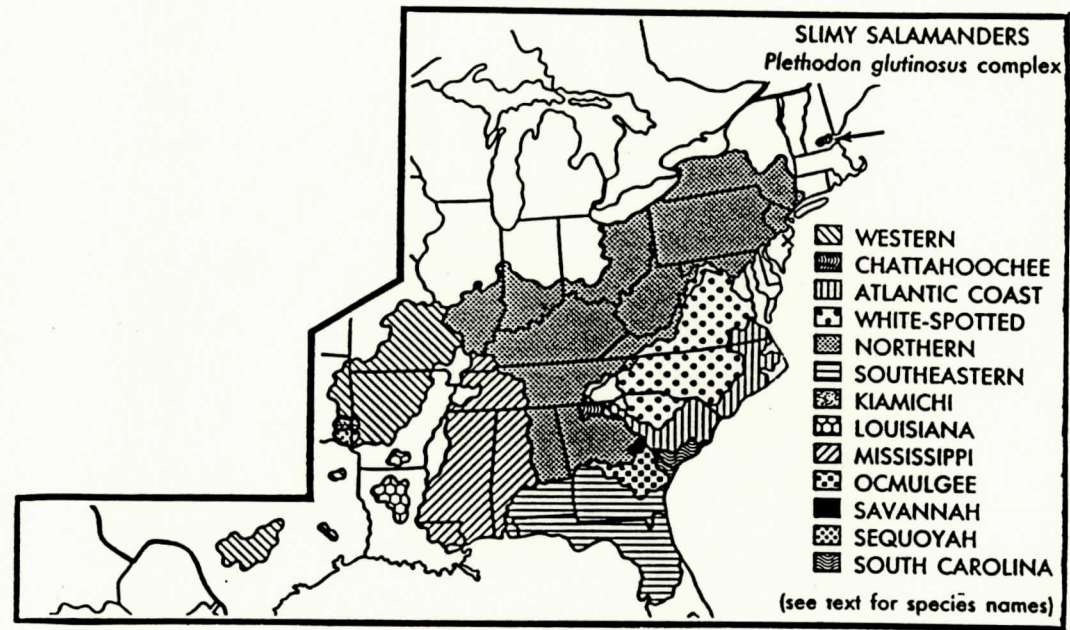 SLIMY SALAMANDERS
Plethodon glutinosus complex
WESTERN
CHATTAHOOCHEE
ATLANTIC COAST
WHITE-SPOTTED
NORTHERN
SOUTHEASTERN
KIAMICHI
LOUISIANA
MISSISSIPPI
OCMULGEE
SAVANNAH
SEQUOYAH
SOUTH CAROLINA
(see text for species names)